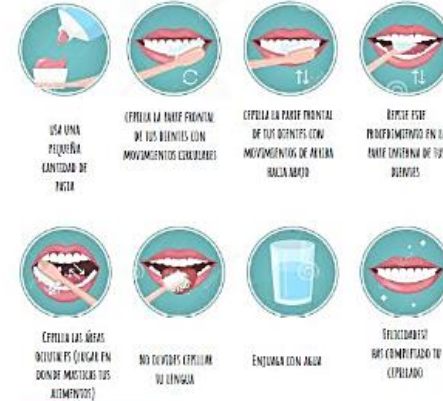 USA UNA
PEQUEÑA
CANTIDAD DE
PASTA
CEPILLA LA PARTE FRONTAL
DE TUS DIENTES CON
MOVIMIENTOS CIRCULARES
CEPILLA LA PARTE FRONTAL
DE TUS DIENTES CON
MOVIMIENTOS DE ARRIBA
HACIA ABAJO
REPITE ESTE
PROCEDIMIENTO EN LA
PARTE INTERNA DE TUS
DIENTES
CEPILLA LAS ÁREAS
OCLUSALES (LUGAR EN
DONDE MASTICAS TUS
ALIMENTOS)
NO OLVIDES CEPILLAR
TU LENGUA
ENJUAGA CON AGUA
FELICIDADES!
HAS COMPLETADO TU
CEPILLADO